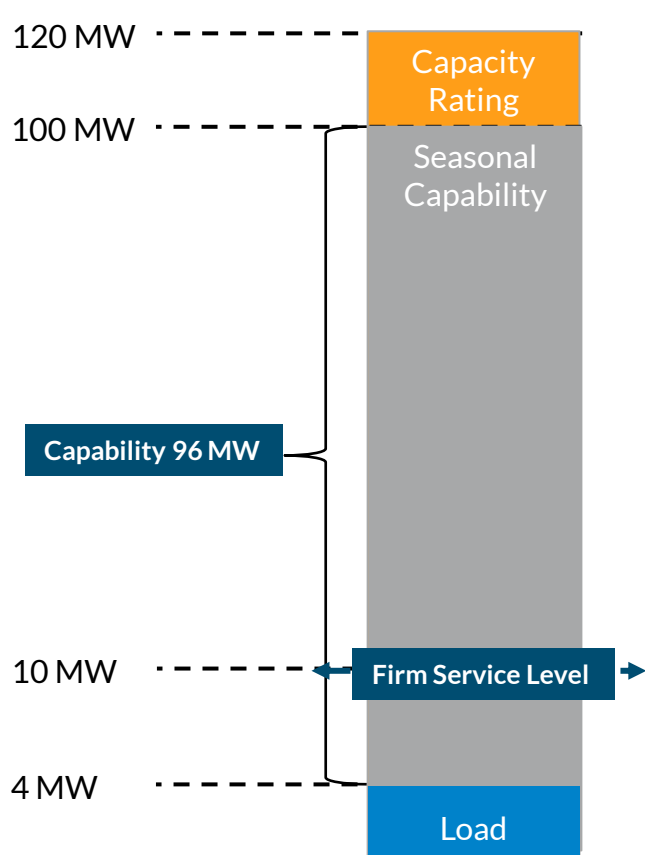 120 MW
Capacity
Rating
100 MW
Seasonal
Capability
Capability 96 MW
10 MW
Firm Service Level
4 MW
Load